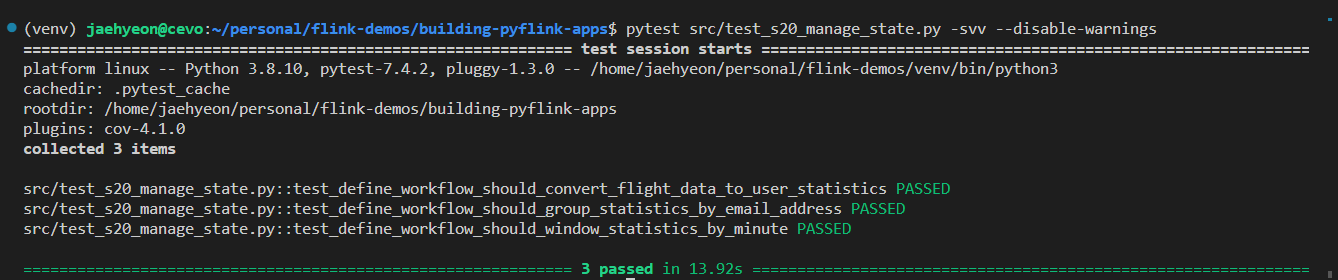 (venv) jaehyeon@cevo:~/personal/flink-demos/building-pyflink-apps$ pytest src/test_s20_manage_state.py -svv --disable-warnings
============================================================= test session starts =============================================================
platform linux -- Python 3.8.10, pytest-7.4.2, pluggy-1.3.0 -- /home/jaehyeon/personal/flink-demos/venv/bin/python3
cachedir: .pytest_cache
rootdir: /home/jaehyeon/personal/flink-demos/building-pyflink-apps
plugins: cov-4.1.0
collected 3 items
src/test_s20_manage_state.py::test_define_workflow_should_convert_flight_data_to_user_statistics PASSED
src/test_s20_manage_state.py::test_define_workflow_should_group_statistics_by_email_address PASSED
src/test_s20_manage_state.py::test_define_workflow_should_window_statistics_by_minute PASSED
============================================================= 3 passed in 13.92s ==============================================================